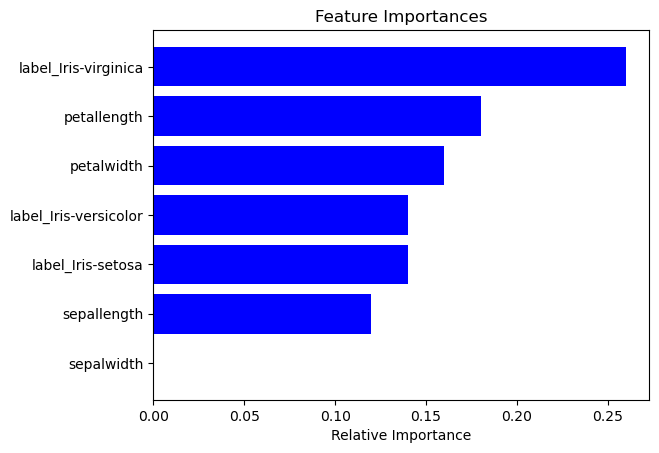 Feature Importances
label_Iris-virginica
petallength
petalwidth
label_Iris-versicolor
label_Iris-setosa
sepallength
sepalwidth
0.00 0.05 0.10 0.15 0.20 0.25
Relative Importance